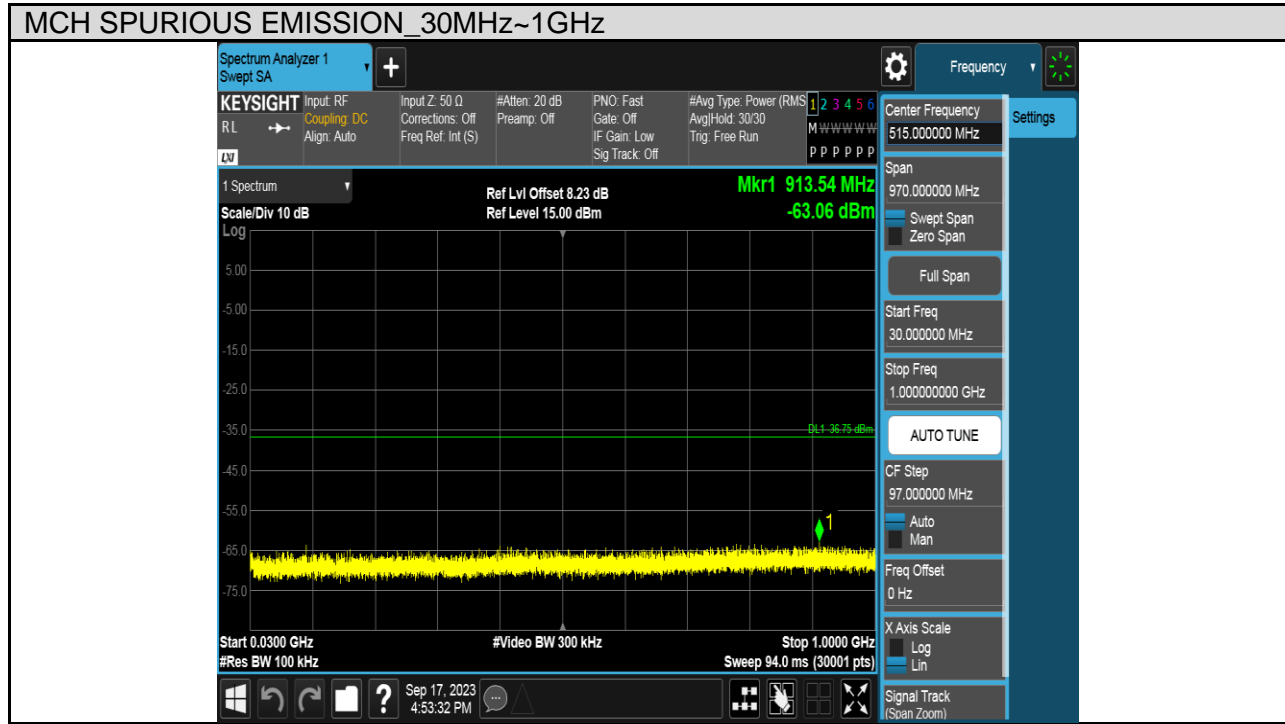 MCH SPURIOUS EMISSION_30MHz~1GHz
Spectrum Analyzer 1
Swept SA
+
Frequency
KEYSIGHT
RL
LXI
Input: RF
Coupling: DC
Align: Auto
Input Z: 50 Ω
Corrections: Off
Freq Ref: Int (S)
#Atten: 20 dB
Preamp: Off
PNO: Fast
Gate: Off
IF Gain: Low
Sig Track: Off
#Avg Type: Power (RMS
Avg|Hold: 30/30
Trig: Free Run
1 2 3 4 5 6
M W W W W W
P P P P P P
1 Spectrum
Scale/Div 10 dB
Ref Lvl Offset 8.23 dB
Ref Level 15.00 dBm
Mkr1 913.54 MHz
-63.06 dBm
Log
5.00
-5.00
-15.0
-25.0
-35.0
DL1 -36.75 dBm
-45.0
-55.0
1
-65.0
-75.0
Start 0.0300 GHz
#Video BW 300 kHz
Stop 1.0000 GHz
#Res BW 100 kHz
Sweep 94.0 ms (30001 pts)
Center Frequency
515.000000 MHz
Settings
Span
970.000000 MHz
Swept Span
Zero Span
Full Span
Start Freq
30.000000 MHz
Stop Freq
1.000000000 GHz
AUTO TUNE
CF Step
97.000000 MHz
Auto
Man
Freq Offset
0 Hz
X Axis Scale
Log
Lin
Signal Track
(Span Zoom)
?
Sep 17, 2023
4:53:32 PM